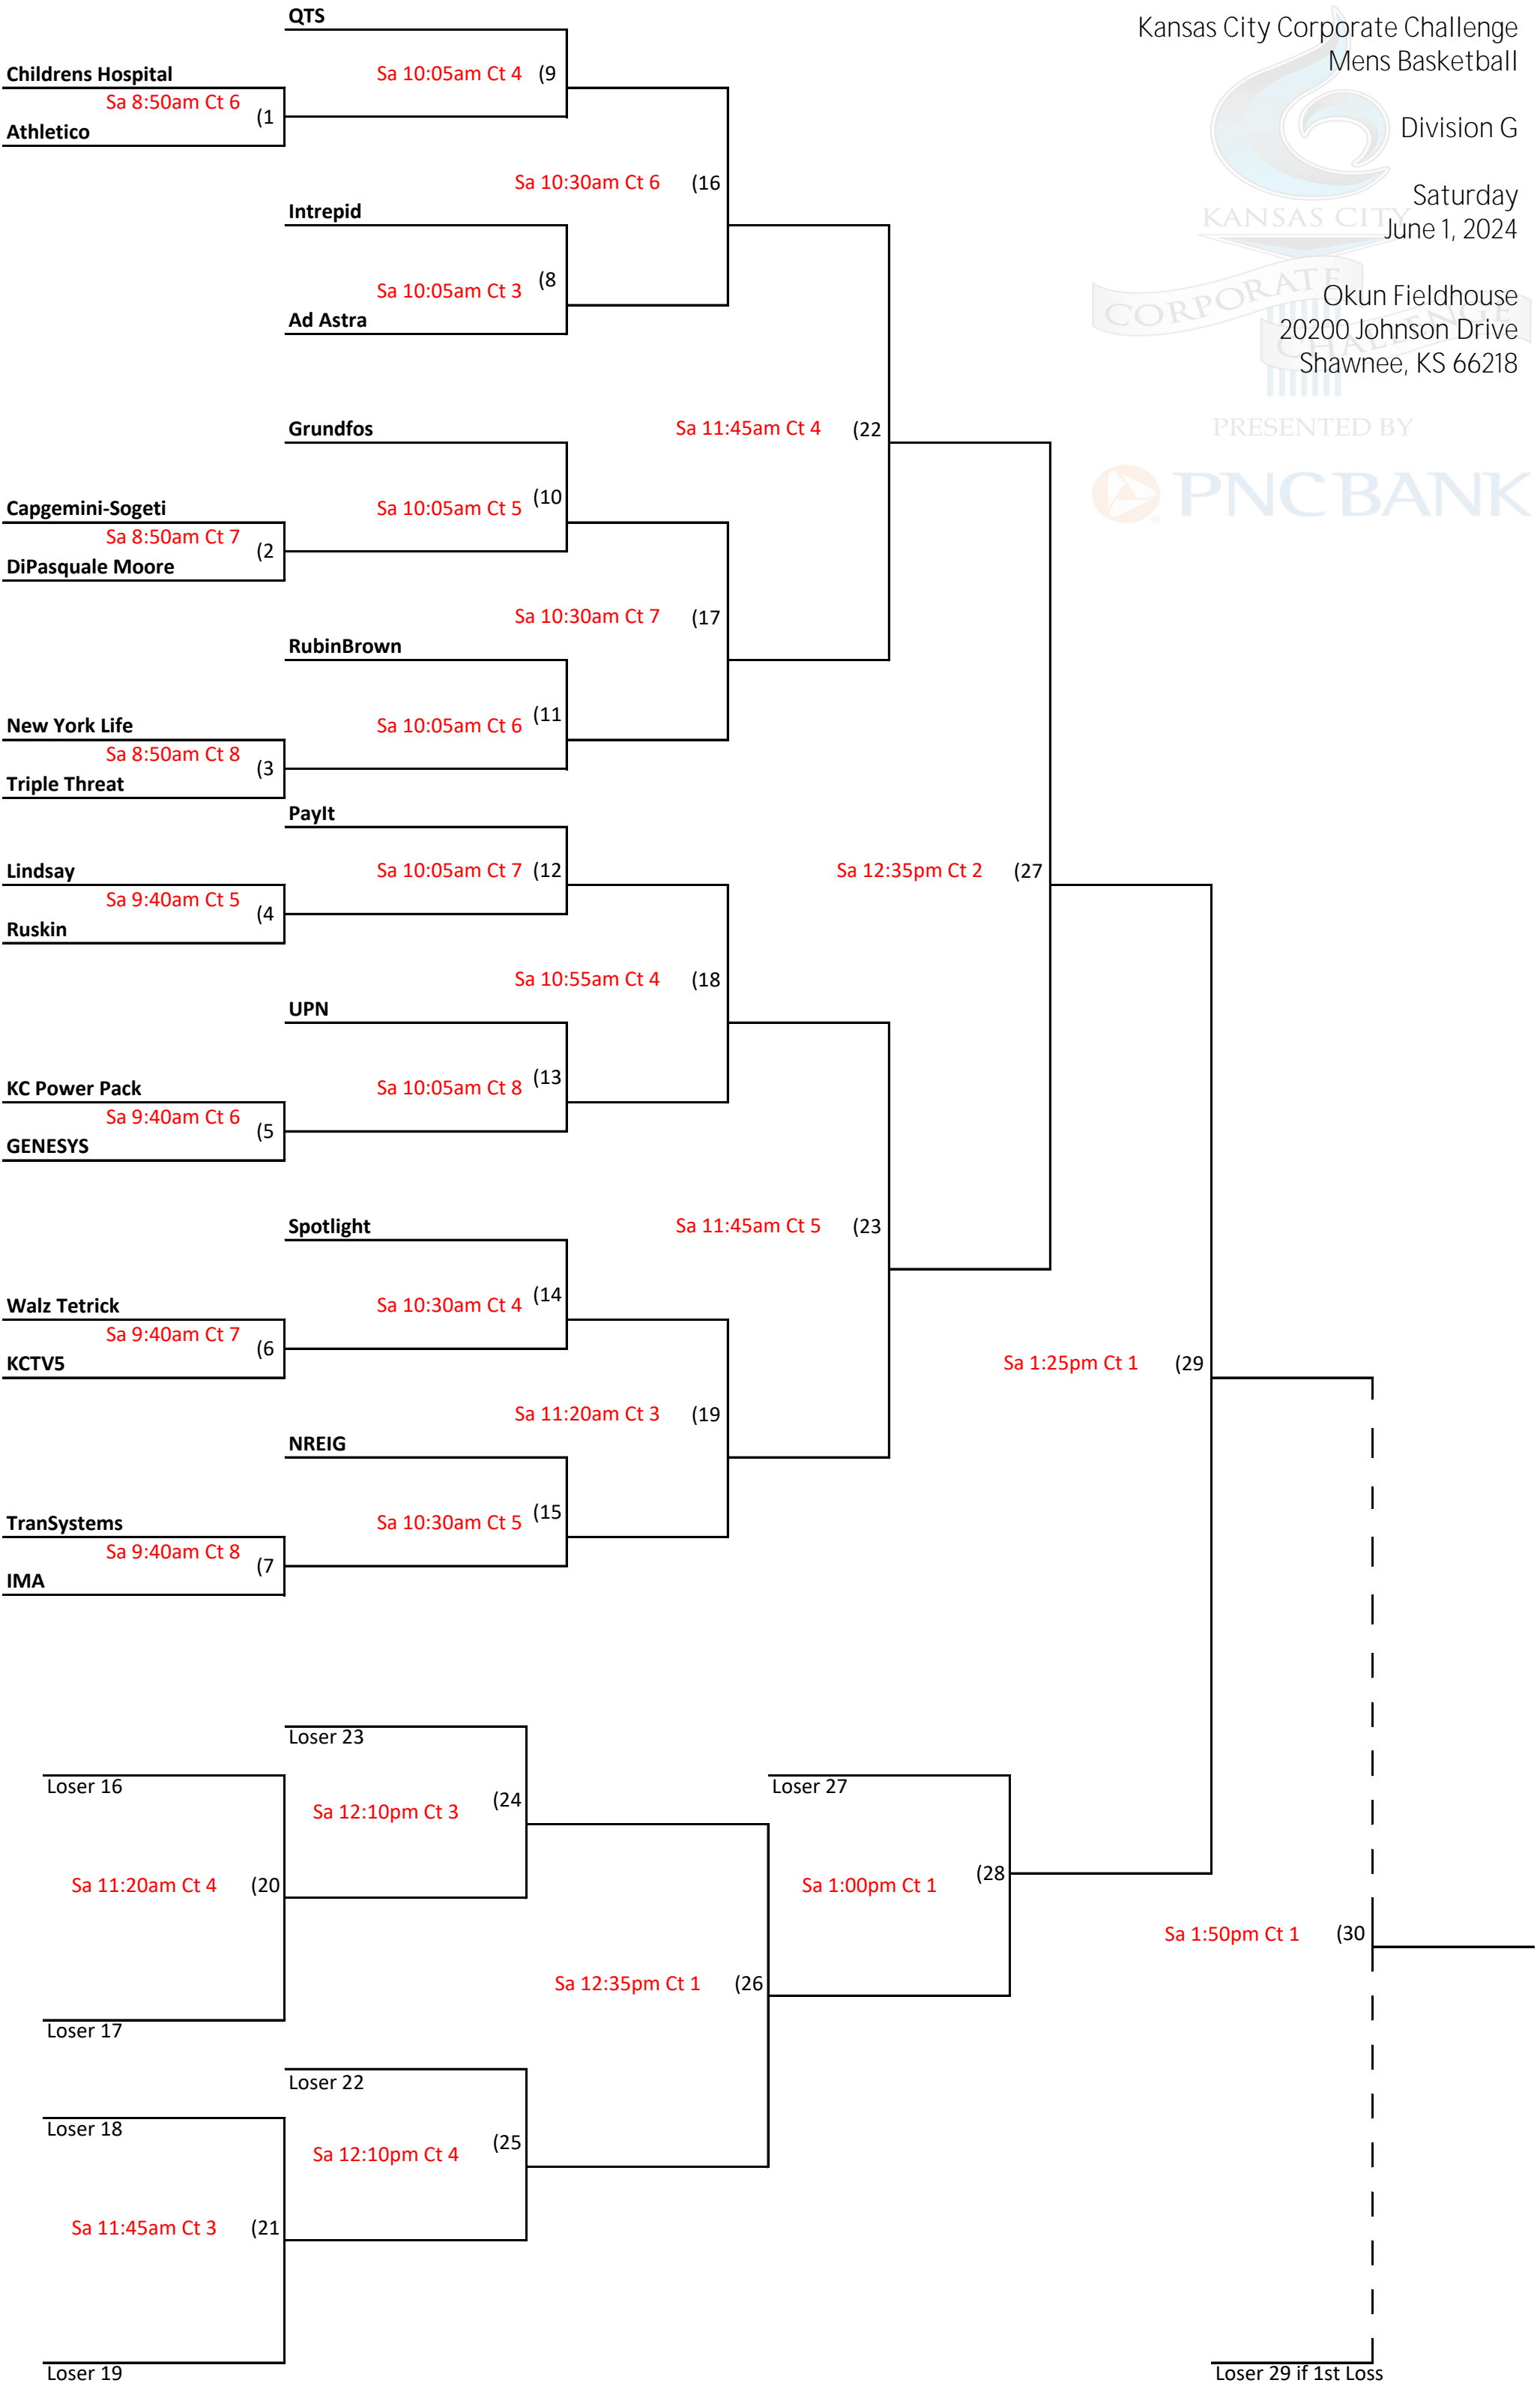 Kansas City Corporate Challenge
Mens Basketball
Division G
Saturday
June 1, 2024
Okun Fieldhouse
20200 Johnson Drive
Shawnee, KS 66218
KANSAS CITY
CORPORATE
CHALLENGE
PRESENTED BY
PNC BANK
QTS
Sa 10:05am Ct 4 (9
Childrens Hospital
Sa 8:50am Ct 6 (1
Athletico
Sa 10:30am Ct 6 (16
Intrepid
Sa 10:05am Ct 3 (8
Ad Astra
Grundfos
Sa 11:45am Ct 4 (22
Capgemini-Sogeti
Sa 10:05am Ct 5 (10
Sa 8:50am Ct 7 (2
DiPasquale Moore
Sa 10:30am Ct 7 (17
RubinBrown
New York Life
Sa 10:05am Ct 6 (11
Sa 8:50am Ct 8 (3
Triple Threat
PayIt
Lindsay
Sa 10:05am Ct 7 (12
Sa 12:35pm Ct 2 (27
Sa 9:40am Ct 5 (4
Ruskin
Sa 10:55am Ct 4 (18
UPN
KC Power Pack
Sa 10:05am Ct 8 (13
Sa 9:40am Ct 6 (5
GENESYS
Spotlight
Sa 11:45am Ct 5 (23
Walz Tetrick
Sa 10:30am Ct 4 (14
Sa 9:40am Ct 7 (6
KCTV5
Sa 1:25pm Ct 1 (29
Sa 11:20am Ct 3 (19
NREIG
TranSystems
Sa 10:30am Ct 5 (15
Sa 9:40am Ct 8 (7
IMA
Loser 23
Loser 16
Loser 27
Sa 12:10pm Ct 3 (24
Sa 11:20am Ct 4 (20
Sa 1:00pm Ct 1 (28
Sa 1:50pm Ct 1 (30
Sa 12:35pm Ct 1 (26
Loser 17
Loser 22
Loser 18
Sa 12:10pm Ct 4 (25
Sa 11:45am Ct 3 (21
Loser 19
Loser 29 if 1st Loss